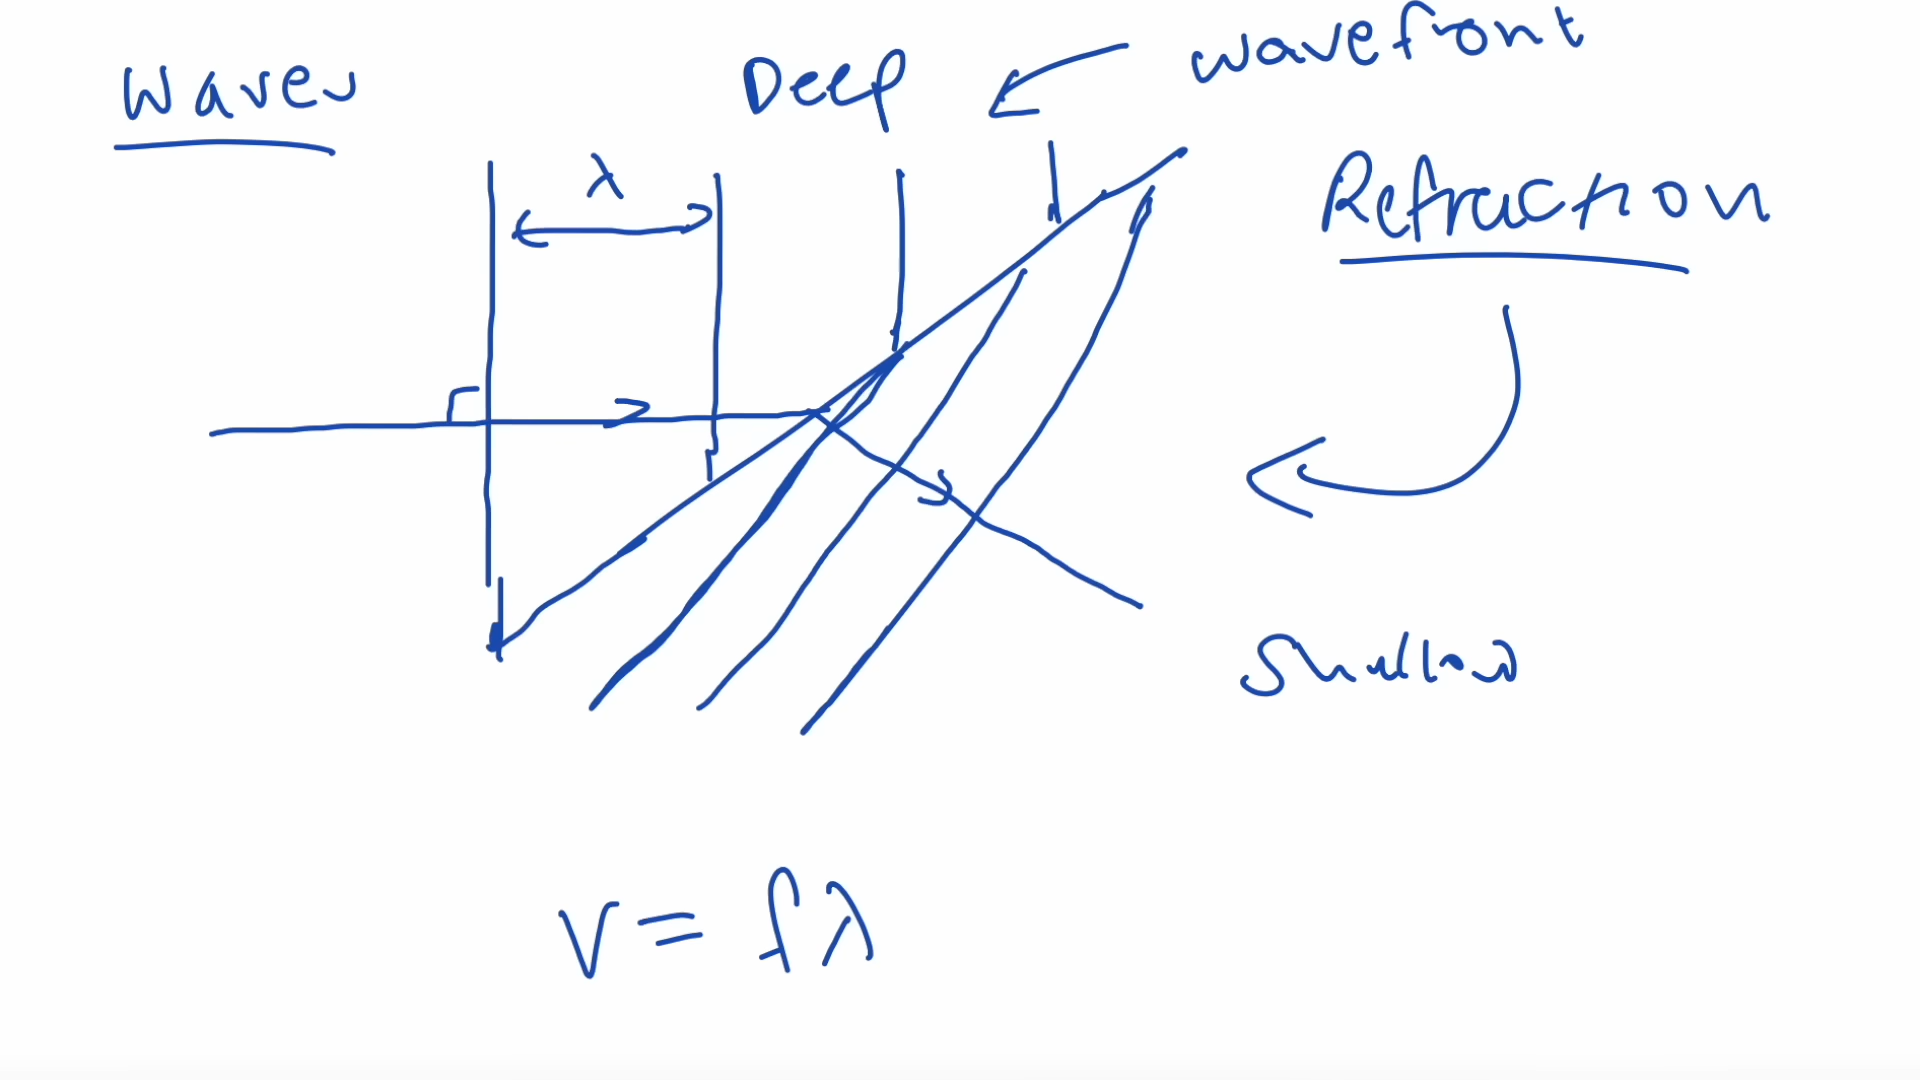 Waves
Deep
wavefront
λ
Refraction
Shallow
V = fλ